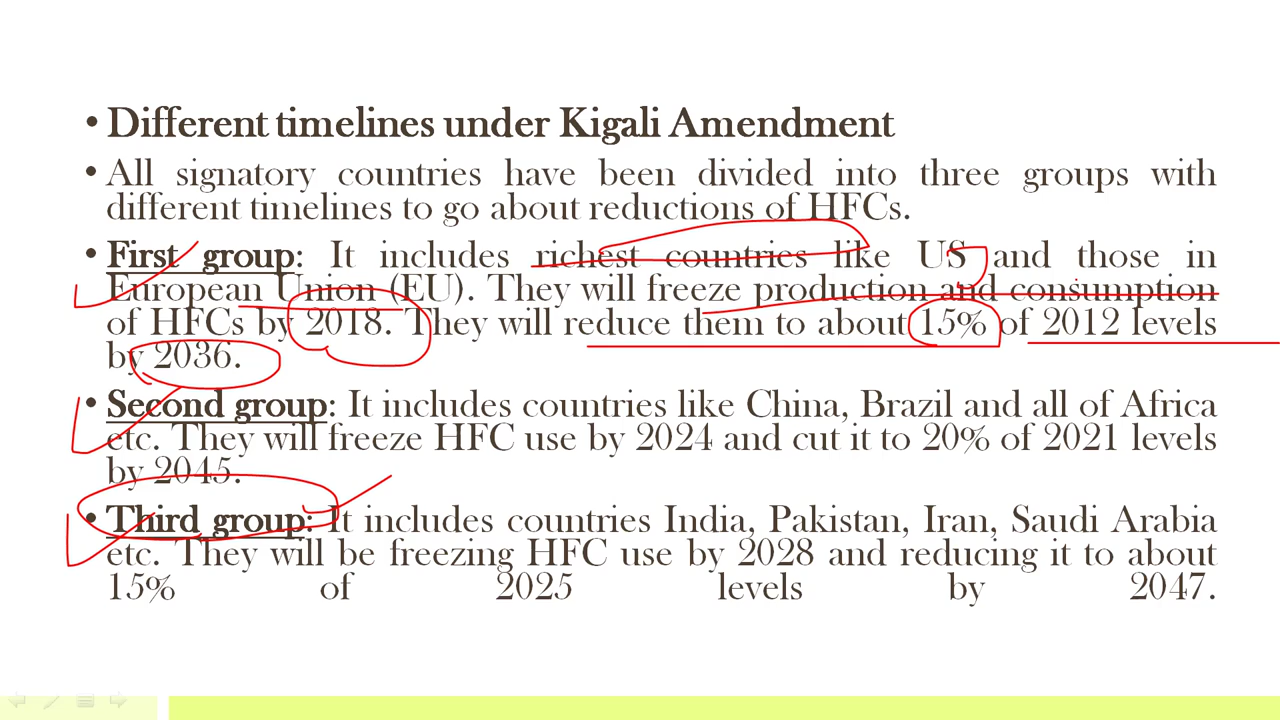 • Different timelines under Kigali Amendment
• All signatory countries have been divided into three groups with
different timelines to go about reductions of HFCs.
• First group: It includes richest countries like US and those in
European Union (EU). They will freeze production and consumption
of HFCs by 2018. They will reduce them to about 15% of 2012 levels
by 2036.
• Second group: It includes countries like China, Brazil and all of Africa
etc. They will freeze HFC use by 2024 and cut it to 20% of 2021 levels
by 2045.
• Third group: It includes countries India, Pakistan, Iran, Saudi Arabia
etc. They will be freezing HFC use by 2028 and reducing it to about
15% of 2025 levels by 2047.